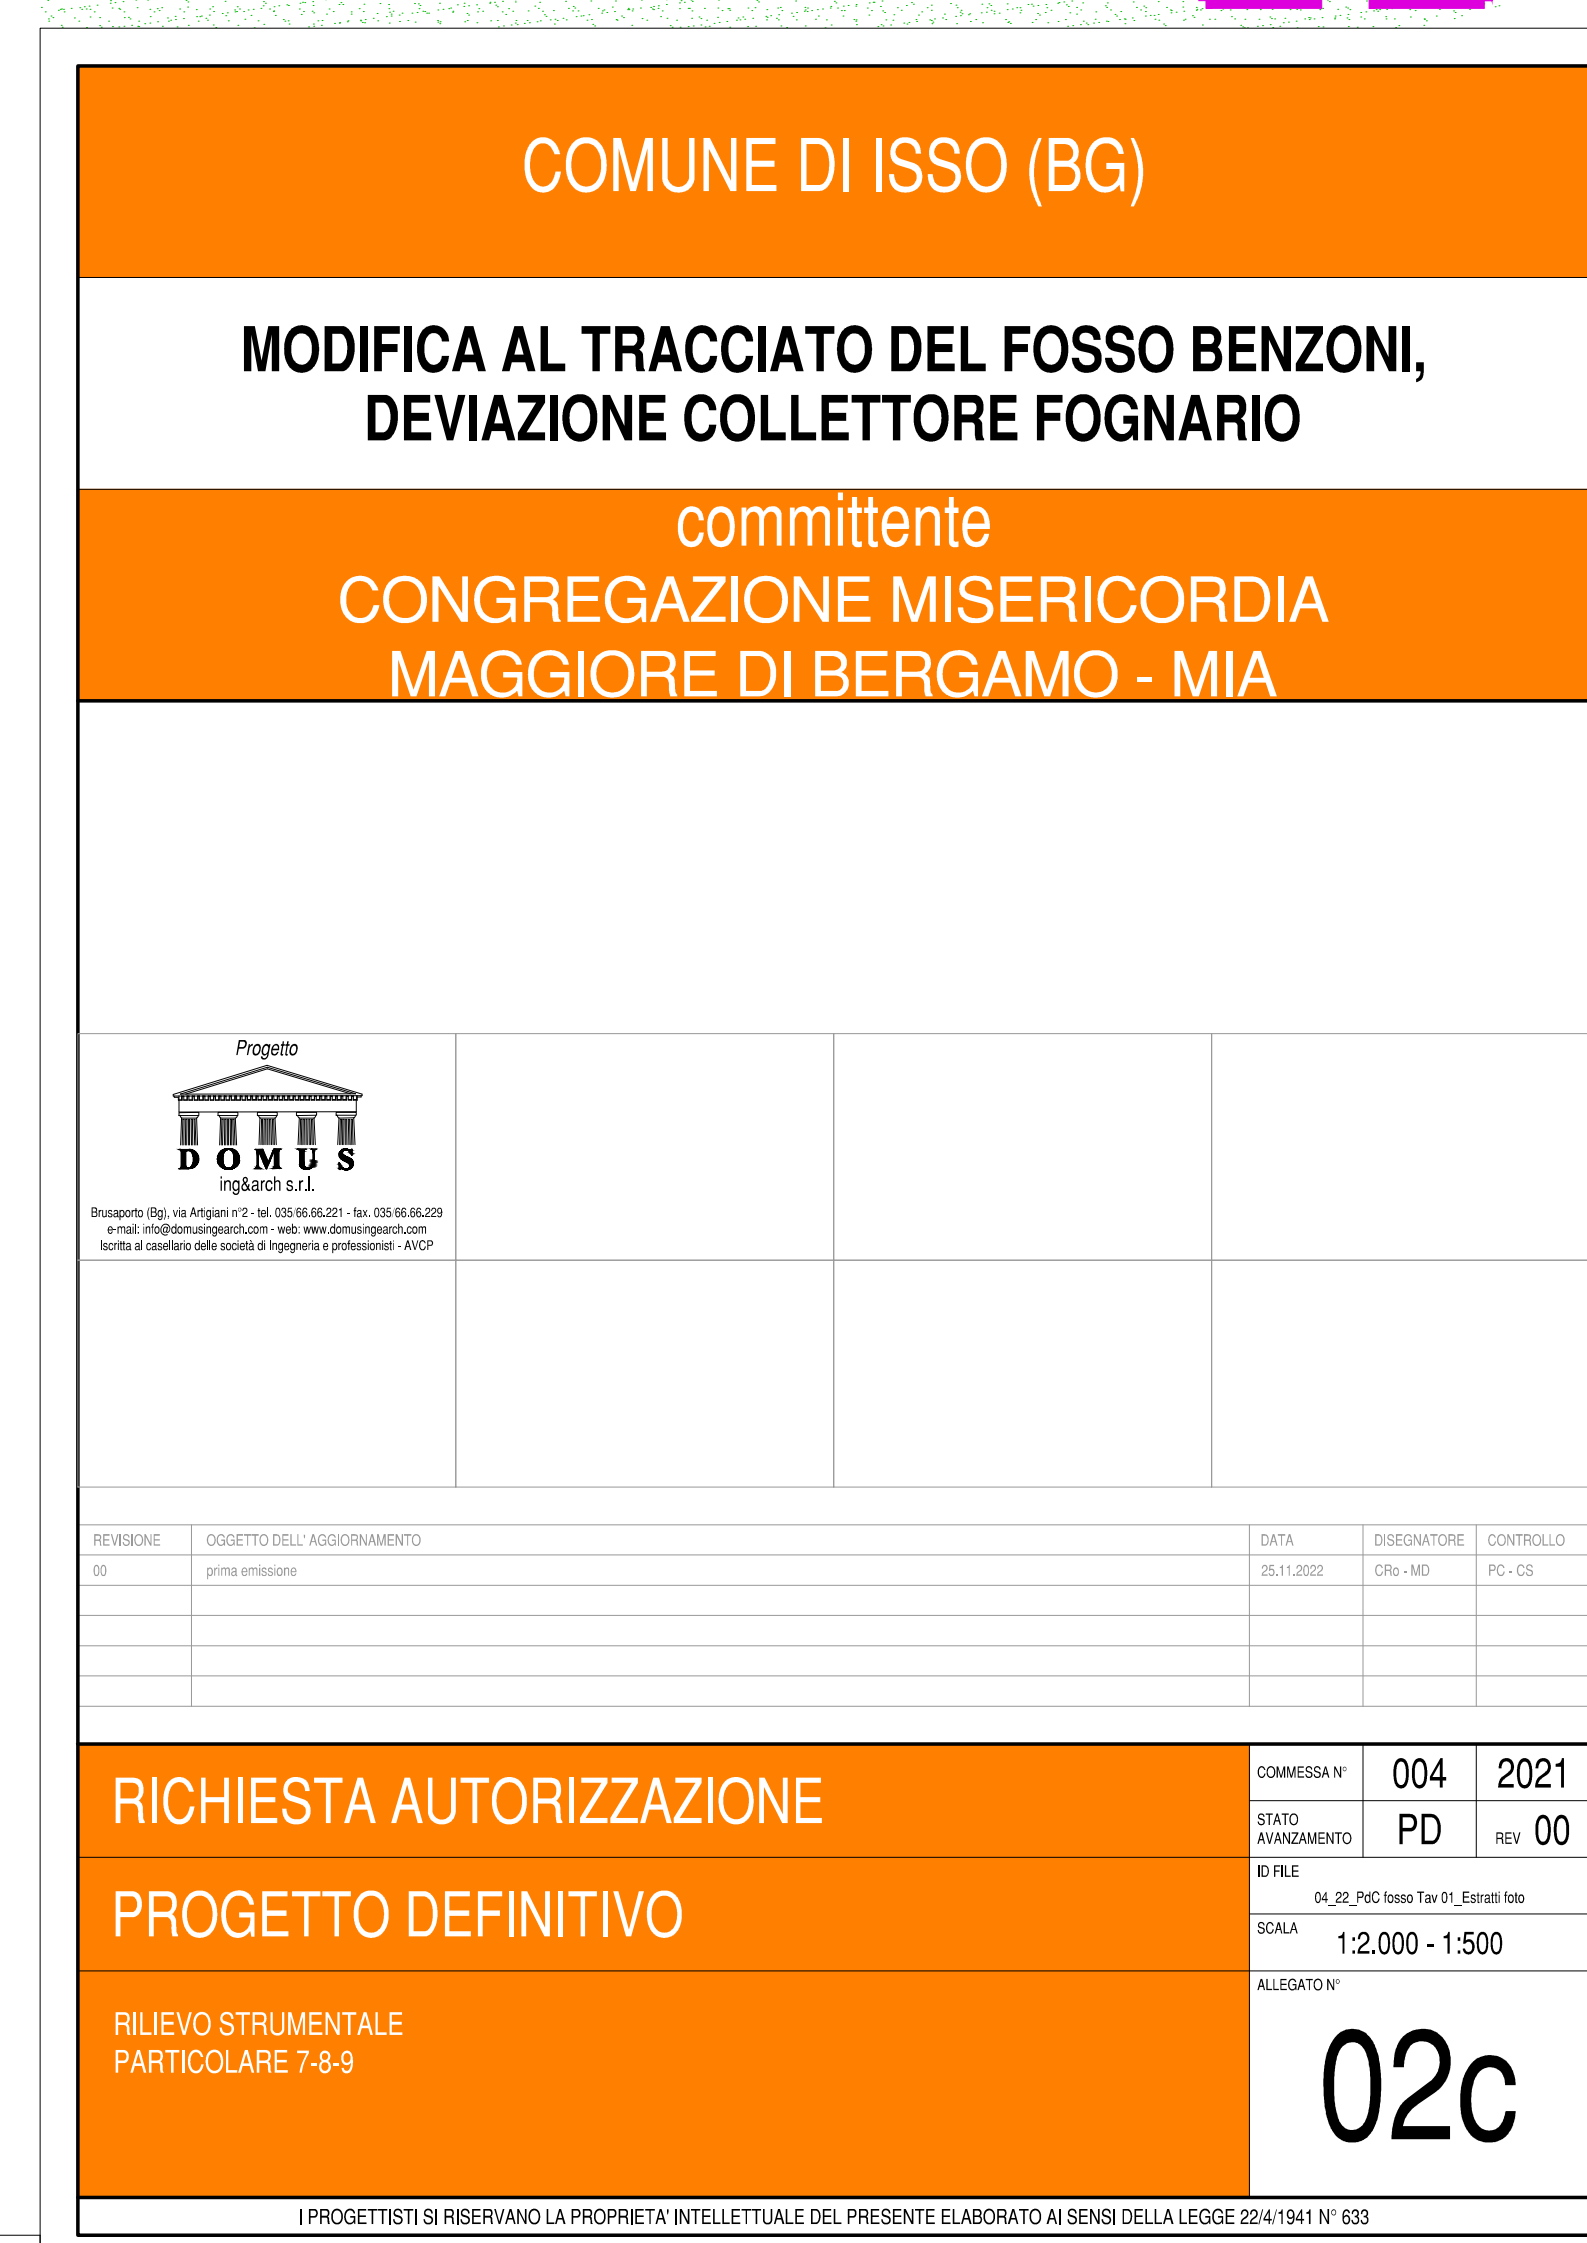 COMUNE DI ISSO (BG)
MODIFICA AL TRACCIATO DEL FOSSO BENZONI,
DEVIAZIONE COLLETTORE FOGNARIO
committente
CONGREGAZIONE MISERICORDIA
MAGGIORE DI BERGAMO - MIA
Progetto
DOMUS
ing&arch s.r.l.
Brusaporto (Bg), via Artigiani n°2 - tel. 035/66.66.221 - fax. 035/66.66.229
e-mail: info@domusingearch.com - web: www.domusingearch.com
Iscritta al casellario delle società di Ingegneria e professionisti - AVCP
REVISIONE OGGETTO DELL' AGGIORNAMENTO DATA DISEGNATORE CONTROLLO
00 prima emissione 25.11.2022 CRo - MD PC - CS
RICHIESTA AUTORIZZAZIONE
COMMESSA N° 004 2021
STATO
AVANZAMENTO PD REV 00
PROGETTO DEFINITIVO
ID FILE
04_22_PdC fosso Tav 01_Estratti foto
SCALA 1:2.000 - 1:500
RILIEVO STRUMENTALE
PARTICOLARE 7-8-9
ALLEGATO N°
02c
I PROGETTISTI SI RISERVANO LA PROPRIETA' INTELLETTUALE DEL PRESENTE ELABORATO AI SENSI DELLA LEGGE 22/4/1941 N° 633